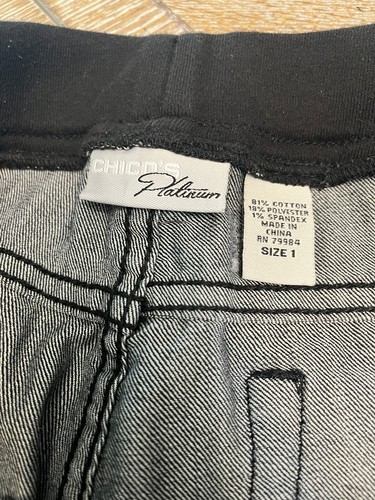 CHICO'S
Platinum
81% COTTON
18% POLYESTER
1% SPANDEX
MADE IN
CHINA
RN 79984
SIZE 1